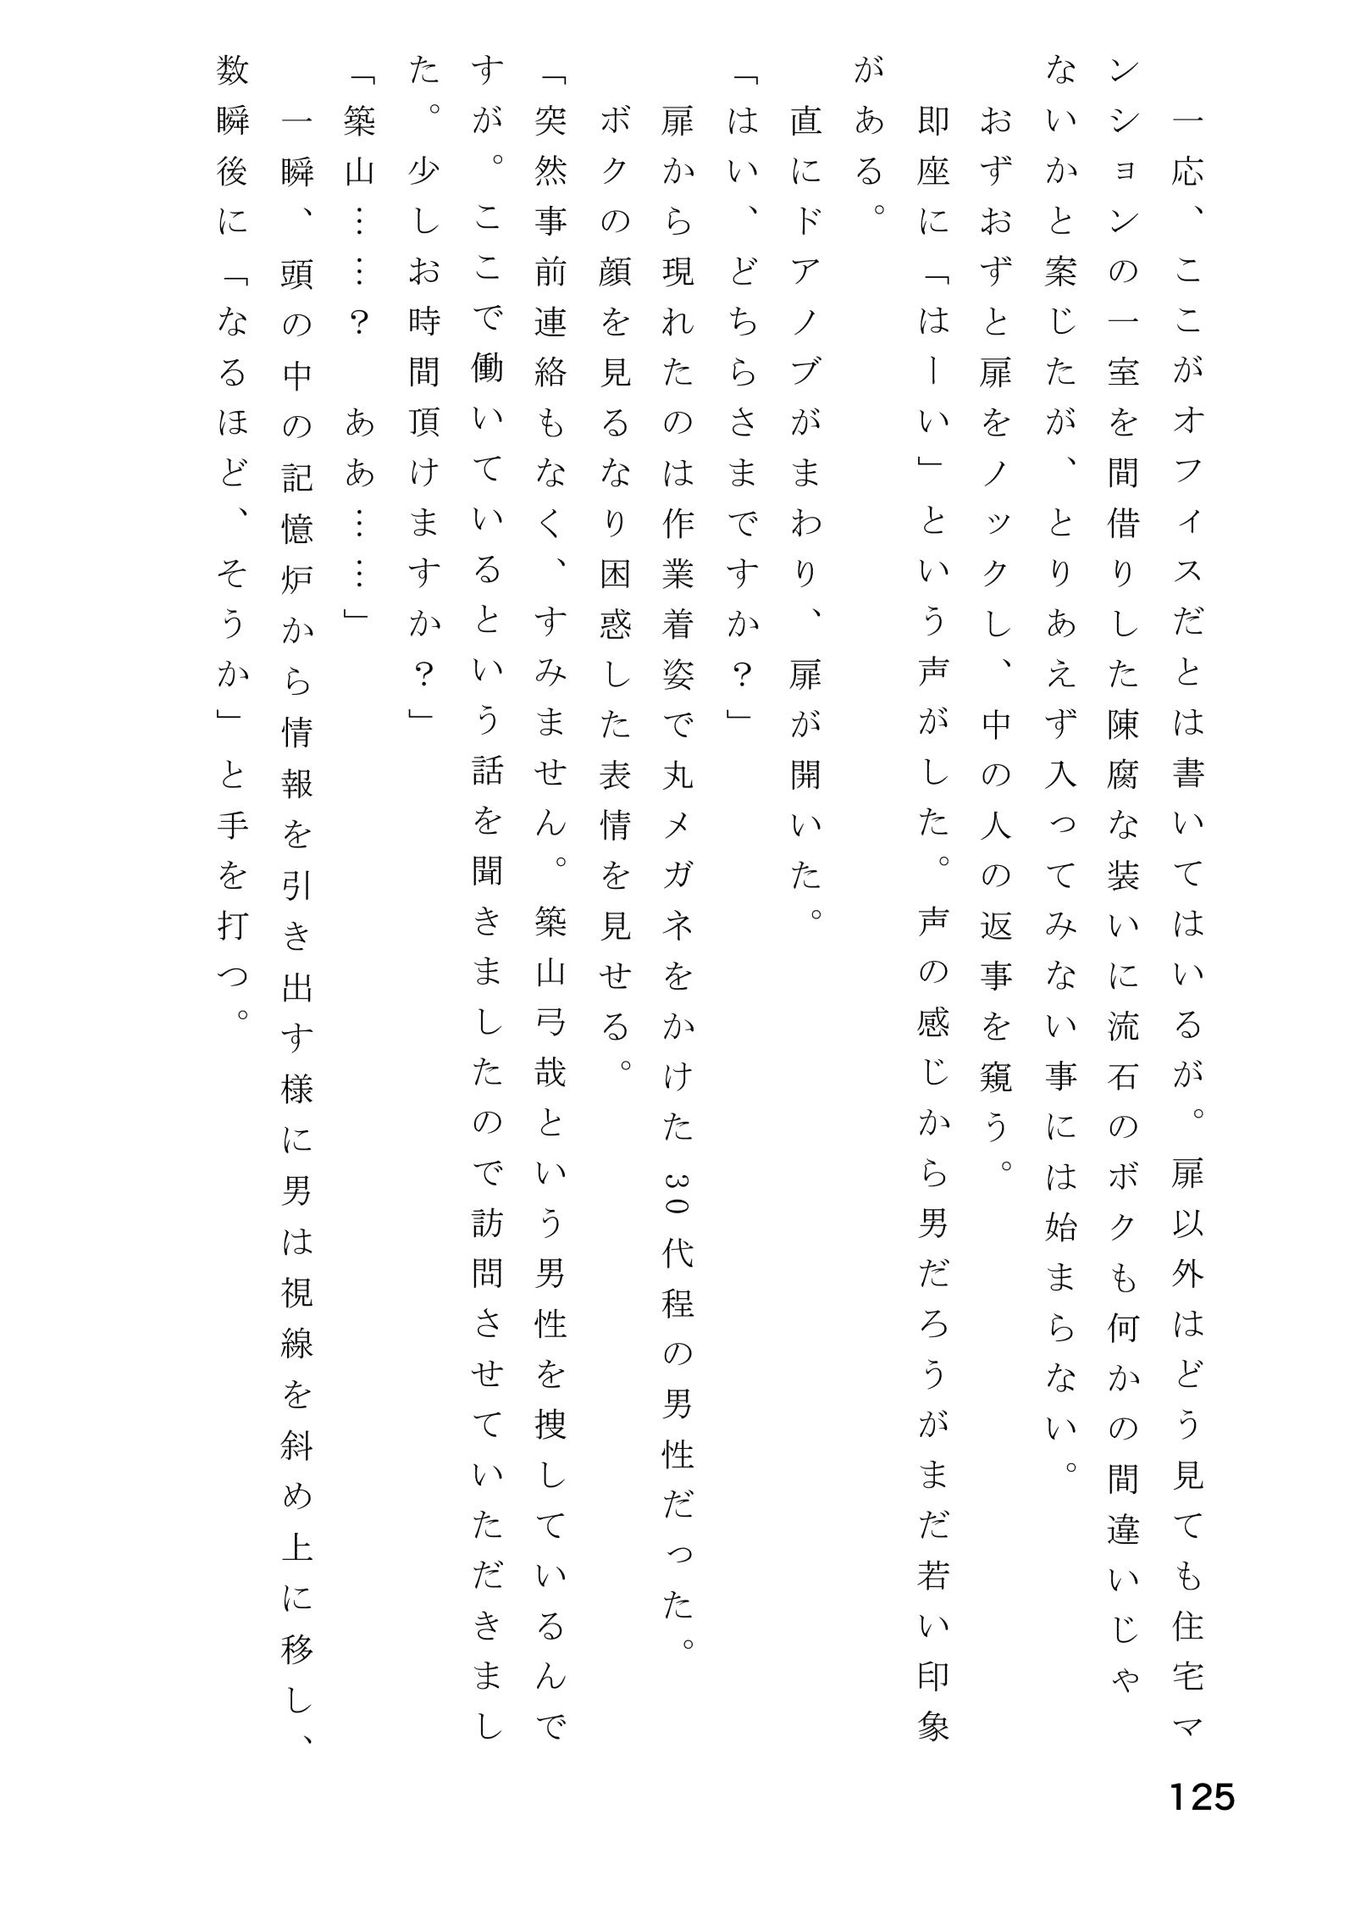 一応、ここがオフィスだとは書いてはいるが。扉以外はどう見ても住宅マ
ンションの一室を間借りした陳腐な装いに流石のボクも何かの間違いじゃ
ないかと案じたが、とりあえず入ってみない事には始まらない。
　おずおずと扉をノックし、中の人の返事を窺う。
　即座に「はーい」という声がした。声の感じから男だろうがまだ若い印象
がある。
　直にドアノブがまわり、扉が開いた。
「はい、どちらさまですか？」
　扉から現れたのは作業着姿で丸メガネをかけた 30 代程の男性だった。
　ボクの顔を見るなり困惑した表情を見せる。
「突然事前連絡もなく、すみません。築山弓哉という男性を捜しているんで
すが。ここで働いているという話を聞きましたので訪問させていただきまし
た。少しお時間頂けますか？」
「築山……？　ああ……」
　一瞬、頭の中の記憶炉から情報を引き出す様に男は視線を斜め上に移し、
数瞬後に「なるほど、そうか」と手を打つ。
125